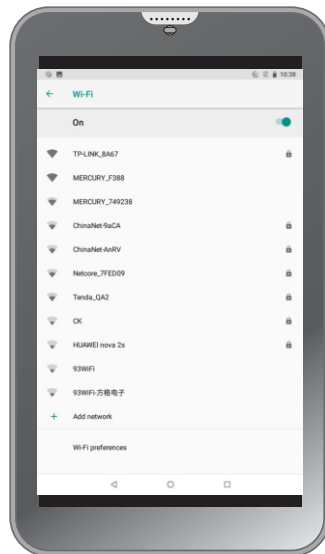 10:38
Wi-Fi
On
TP-LINK_8A67
MERCURY_F388
MERCURY_749238
ChinaNet-9aCA
ChinaNet-AnRV
Netcore_7FED09
Tenda_QA2
CK
HUAWEI nova 2s
93WiFi
93WiFi-方格电子
Add network
Wi-Fi preferences